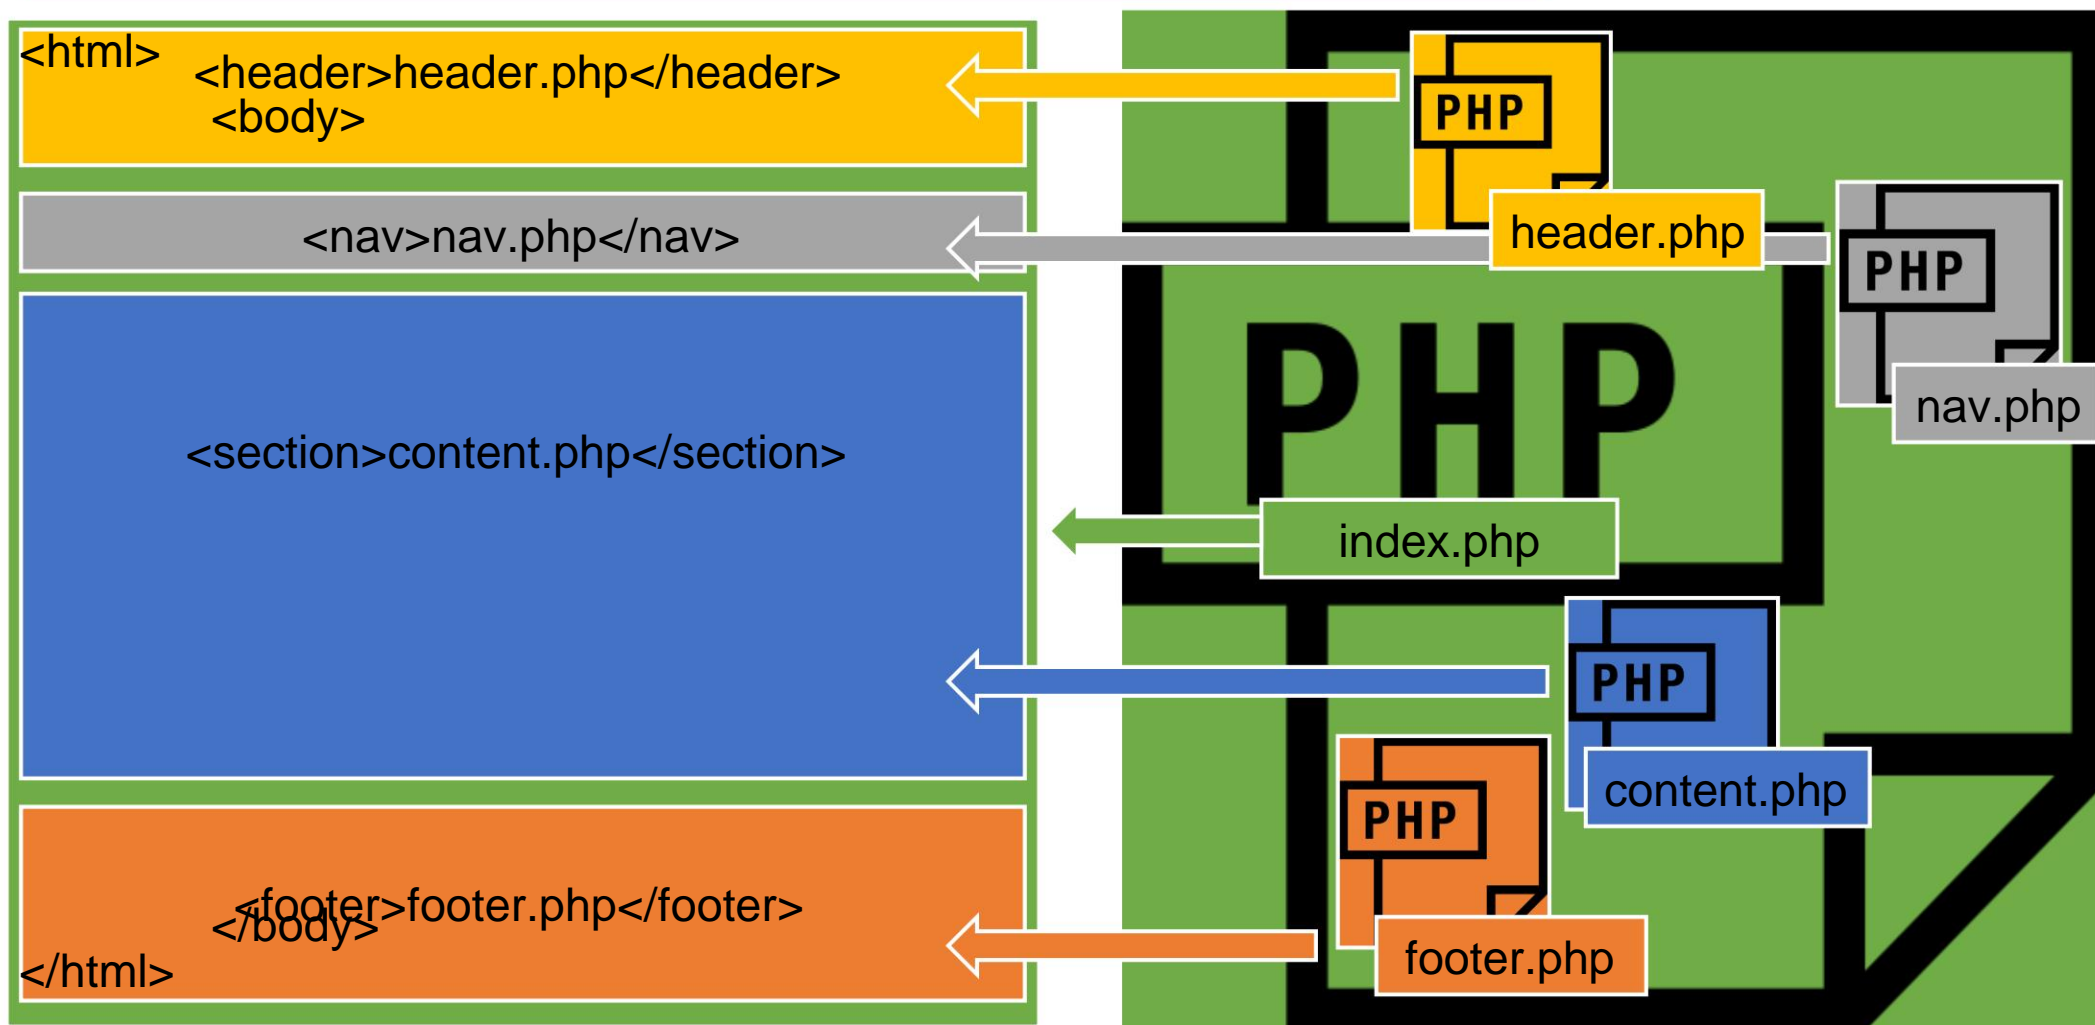 <html>
<header>header.php</header>
<body>
<nav>nav.php</nav>
<section>content.php</section>
<footer>footer.php</footer>
</body>
</html>
PHP
header.php
PHP
nav.php
PHP
index.php
PHP
content.php
PHP
footer.php